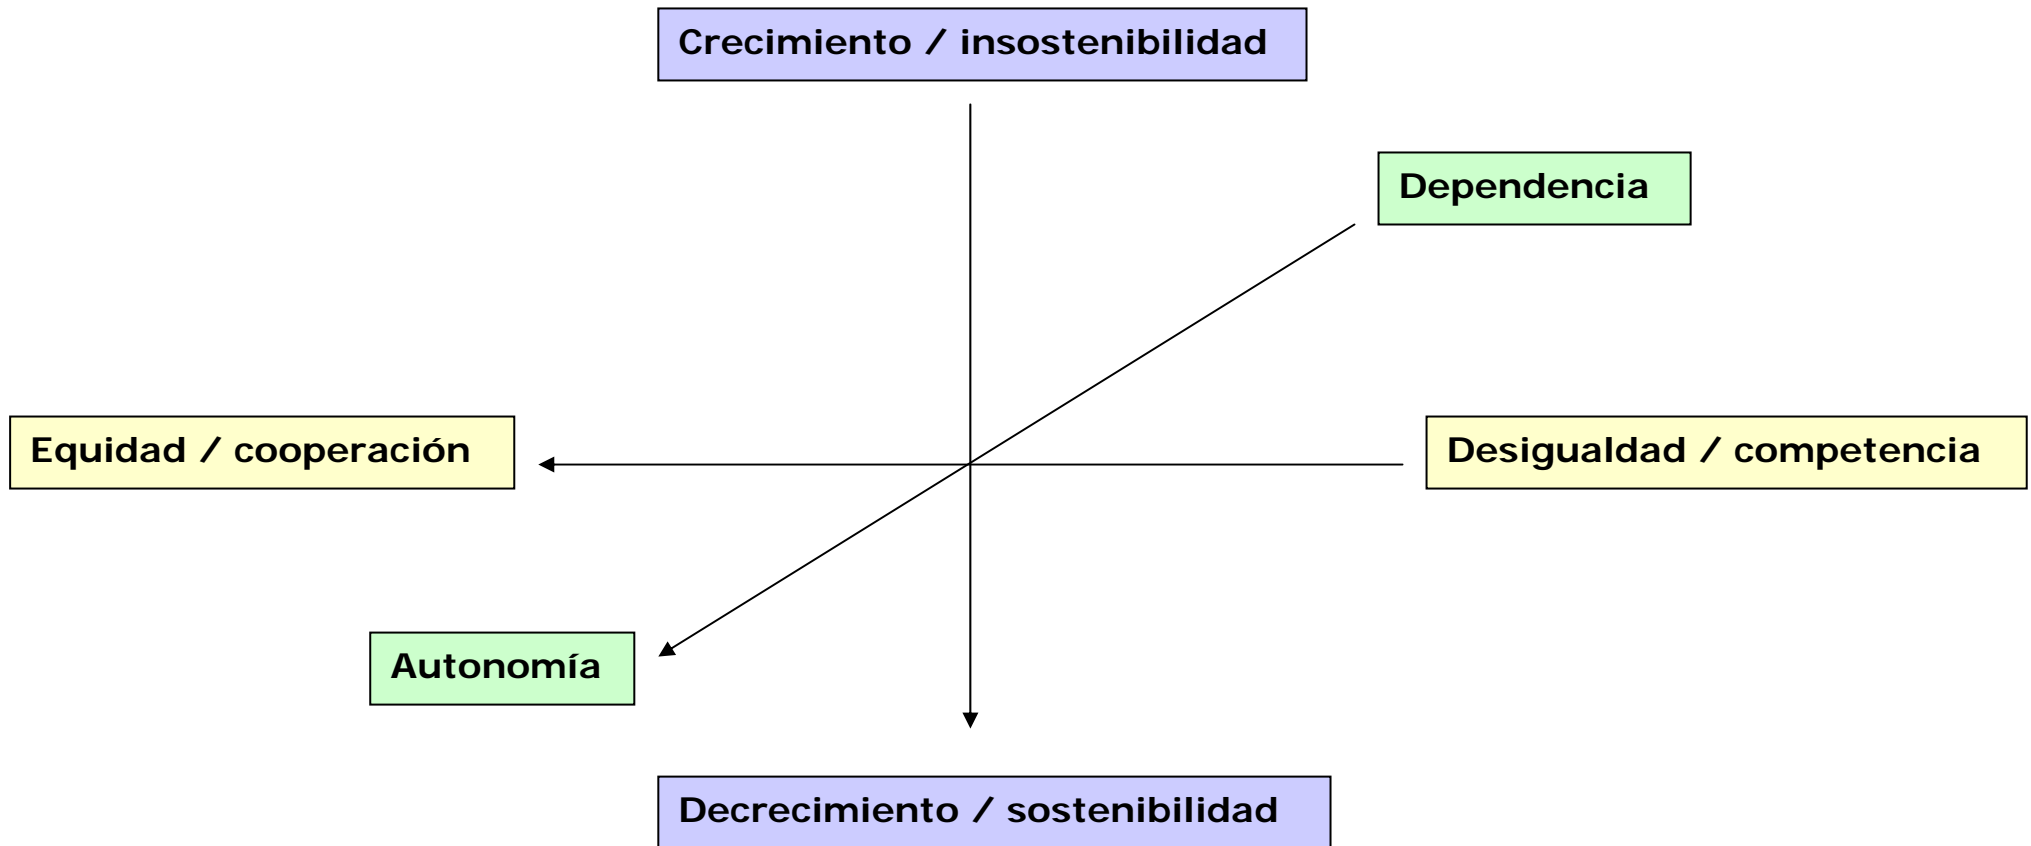 Crecimiento / insostenibilidad
Dependencia
Equidad / cooperación
Desigualdad / competencia
Autonomía
Decrecimiento / sostenibilidad